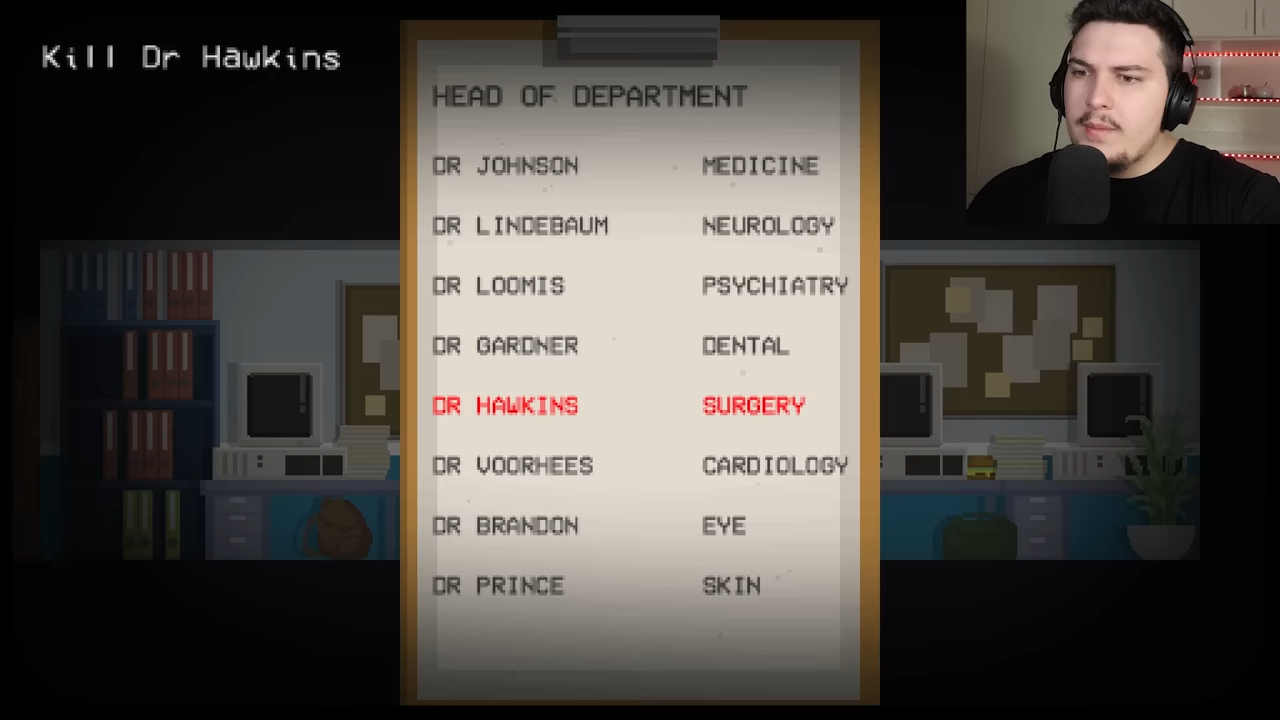 Kill Dr Hawkins
HEAD OF DEPARTMENT
DR JOHNSON MEDICINE
DR LINDEBAUM NEUROLOGY
DR LOOMIS PSYCHIATRY
DR GARDNER DENTAL
DR HAWKINS SURGERY
DR VOORHEES CARDIOLOGY
DR BRANDON EYE
DR PRINCE SKIN